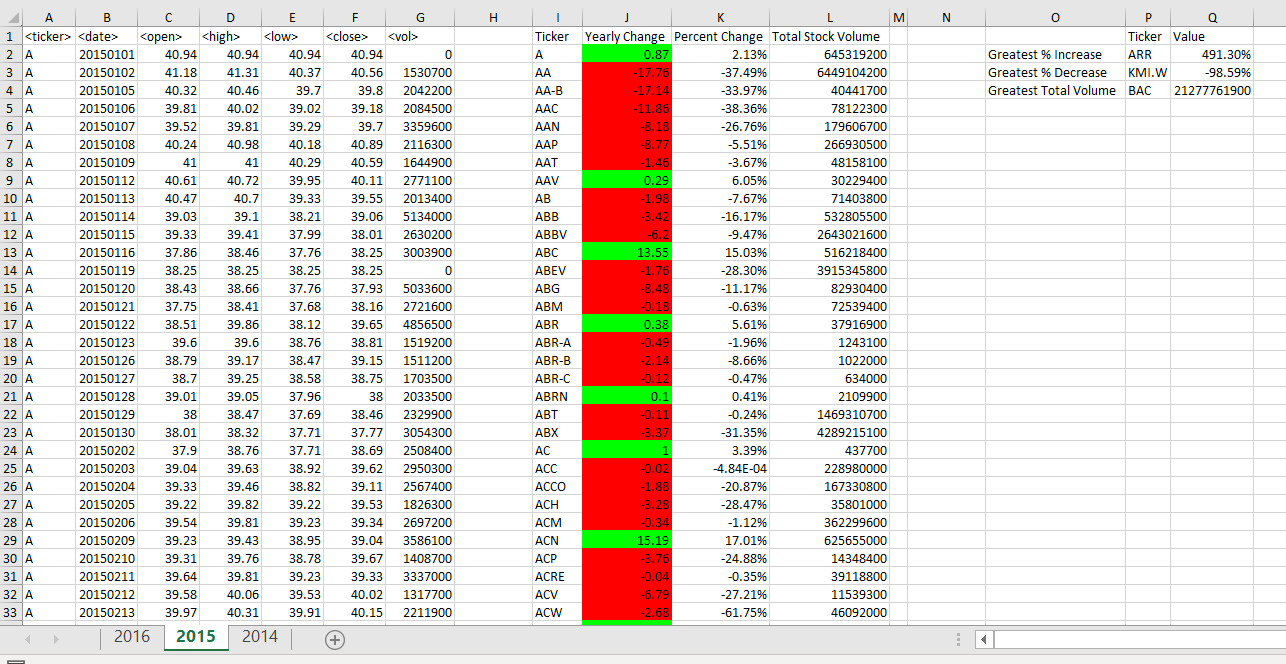 A B C D E F G H I J K L M N O P Q
1 <ticker> <date> <open> <high> <low> <close> <vol> Ticker Yearly Change Percent Change Total Stock Volume Ticker Value
2 A 20150101 40.94 40.94 40.94 40.94 0 A 0.87 2.13% 645319200 Greatest % Increase ARR 491.30%
3 A 20150102 41.18 41.31 40.37 40.56 1530700 AA -17.76 -37.49% 6449104200 Greatest % Decrease KMI.W -98.59%
4 A 20150105 40.32 40.46 39.7 39.8 2042200 AA-B -17.14 -33.97% 40441700 Greatest Total Volume BAC 21277761900
5 A 20150106 39.81 40.02 39.02 39.18 2084500 AAC -11.86 -38.36% 78122300
6 A 20150107 39.52 39.81 39.29 39.7 3359600 AAN -8.18 -26.76% 179606700
7 A 20150108 40.24 40.98 40.18 40.89 2116300 AAP -8.77 -5.51% 266930500
8 A 20150109 41 41 40.29 40.59 1644900 AAT -1.46 -3.67% 48158100
9 A 20150112 40.61 40.72 39.95 40.11 2771100 AAV 0.29 6.05% 30229400
10 A 20150113 40.47 40.7 39.33 39.55 2013400 AB -1.98 -7.67% 71403800
11 A 20150114 39.03 39.1 38.21 39.06 5134000 ABB -3.42 -16.17% 532805500
12 A 20150115 39.33 39.41 37.99 38.01 2630200 ABBV -6.2 -9.47% 2643021600
13 A 20150116 37.86 38.46 37.76 38.25 3003900 ABC 13.55 15.03% 516218400
14 A 20150119 38.25 38.25 38.25 38.25 0 ABEV -1.76 -28.30% 3915345800
15 A 20150120 38.43 38.66 37.76 37.93 5033600 ABG -8.48 -11.17% 82930400
16 A 20150121 37.75 38.41 37.68 38.16 2721600 ABM -0.18 -0.63% 72539400
17 A 20150122 38.51 39.86 38.12 39.65 4856500 ABR 0.38 5.61% 37916900
18 A 20150123 39.6 39.6 38.76 38.81 1519200 ABR-A -0.49 -1.96% 1243100
19 A 20150126 38.79 39.17 38.47 39.15 1511200 ABR-B -2.14 -8.66% 1022000
20 A 20150127 38.7 39.25 38.58 38.75 1703500 ABR-C -0.12 -0.47% 634000
21 A 20150128 39.01 39.05 37.96 38 2033500 ABRN 0.1 0.41% 2109900
22 A 20150129 38 38.47 37.69 38.46 2329900 ABT -0.11 -0.24% 1469310700
23 A 20150130 38.01 38.32 37.71 37.77 3054300 ABX -3.37 -31.35% 4289215100
24 A 20150202 37.9 38.76 37.71 38.69 2508400 AC 1 3.39% 437700
25 A 20150203 39.04 39.63 38.92 39.62 2950300 ACC -0.02 -4.84E-04 228980000
26 A 20150204 39.33 39.46 38.82 39.11 2567400 ACCO -1.88 -20.87% 167330800
27 A 20150205 39.22 39.82 39.22 39.53 1826300 ACH -3.28 -28.47% 35801000
28 A 20150206 39.54 39.81 39.23 39.34 2697200 ACM -0.34 -1.12% 362299600
29 A 20150209 39.23 39.43 38.95 39.04 3586100 ACN 15.19 17.01% 625655000
30 A 20150210 39.31 39.76 38.78 39.67 1408700 ACP -3.76 -24.88% 14348400
31 A 20150211 39.64 39.81 39.23 39.33 3337000 ACRE -0.04 -0.35% 39118800
32 A 20150212 39.58 40.06 39.53 40.02 1317700 ACV -6.79 -27.21% 11539300
33 A 20150213 39.97 40.31 39.91 40.15 2211900 ACW -2.68 -61.75% 46092000
2016 2015 2014